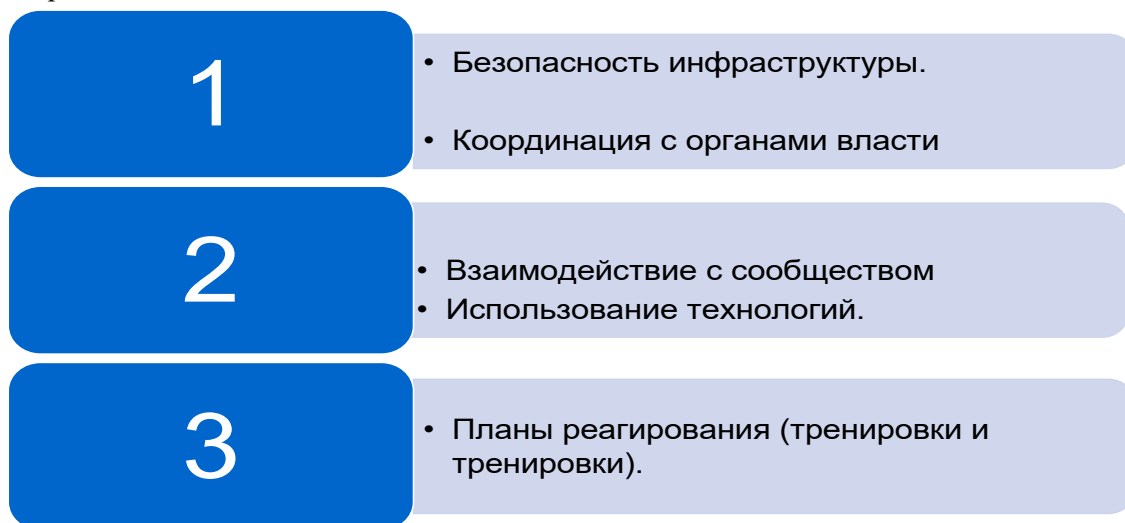 1
• Безопасность инфраструктуры.
• Координация с органами власти
2
• Взаимодействие с сообществом
• Использование технологий.
3
• Планы реагирования (тренировки и
тренировки).